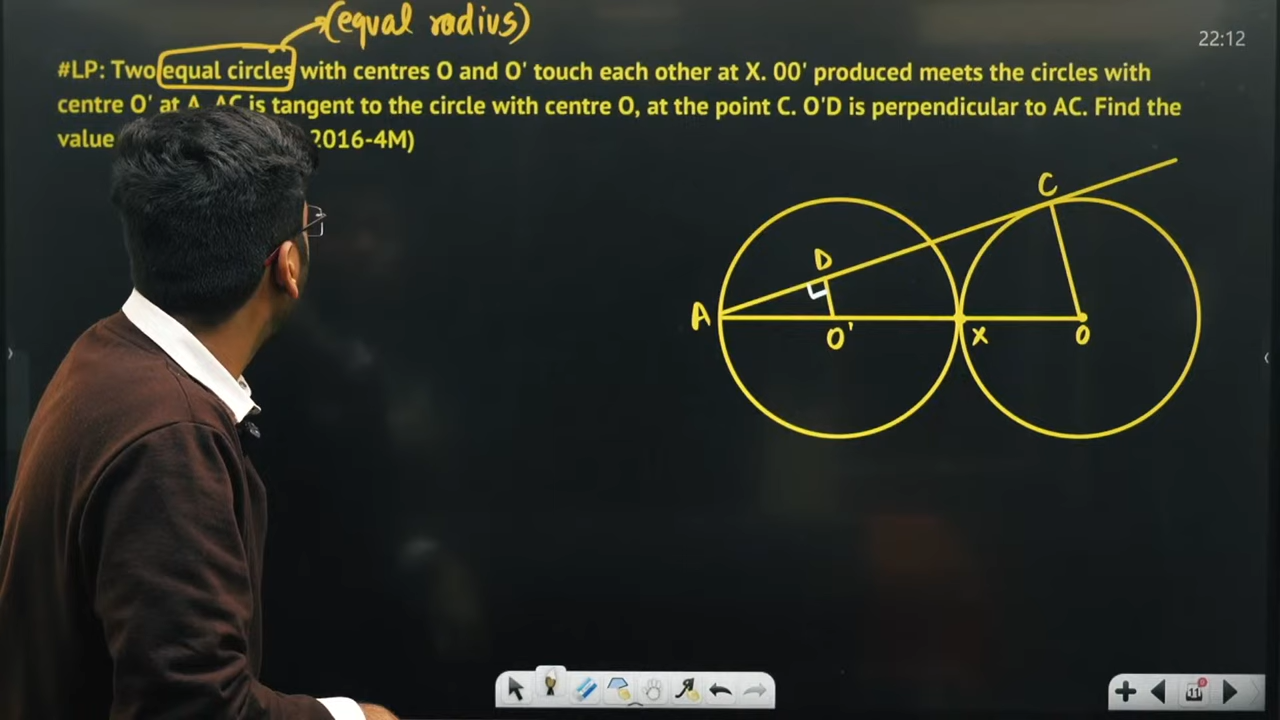 (equal radius)
22:12
#LP: Two equal circles with centres O and O' touch each other at X. 00' produced meets the circles with
centre O' at A. AC is tangent to the circle with centre O, at the point C. O'D is perpendicular to AC. Find the
value 2016-4M)
C
D
A
O'
X
O
11